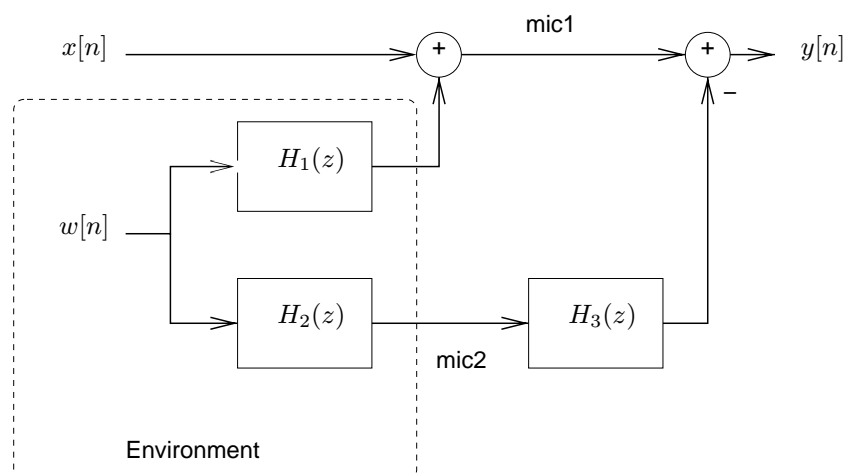 mic1
x[n]
+
+
y[n]
−
H₁(z)
w[n]
H₂(z)
H₃(z)
mic2
Environment